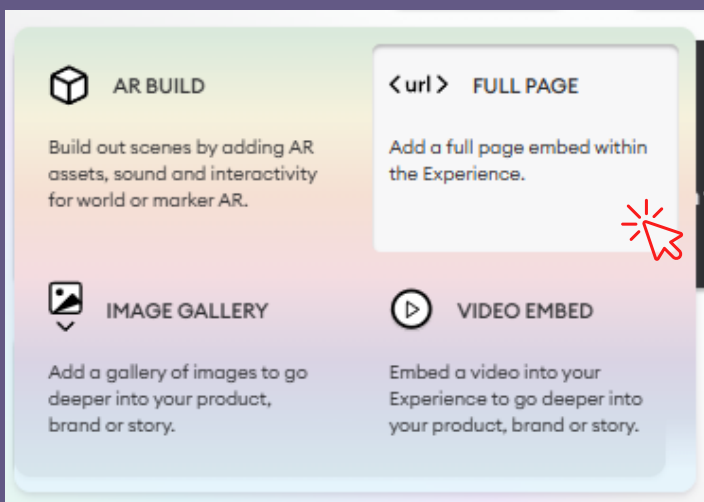 AR BUILD
Build out scenes by adding AR
assets, sound and interactivity
for world or marker AR.
<url> FULL PAGE
Add a full page embed within
the Experience.
IMAGE GALLERY
Add a gallery of images to go
deeper into your product,
brand or story.
VIDEO EMBED
Embed a video into your
Experience to go deeper into
your product, brand or story.